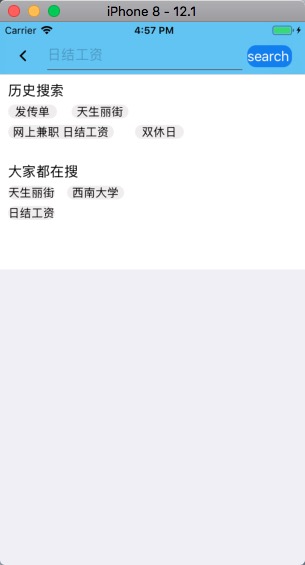 iPhone 8 - 12.1
Carrier 4:57 PM
日结工资 search
历史搜索
发传单 天生丽街
网上兼职 日结工资 双休日
大家都在搜
天生丽街 西南大学
日结工资